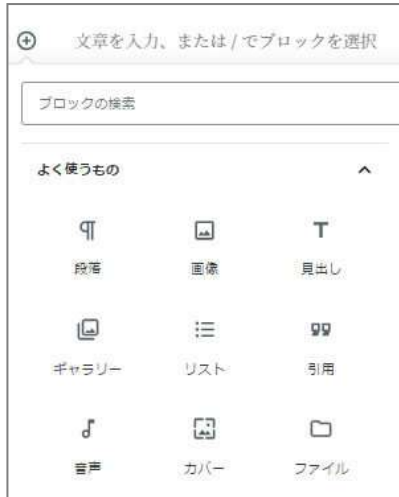 文章を入力、または / でブロックを選択
ブロックの検索
よく使うもの
段落 画像 見出し
ギャラリー リスト 引用
音声 カバー ファイル